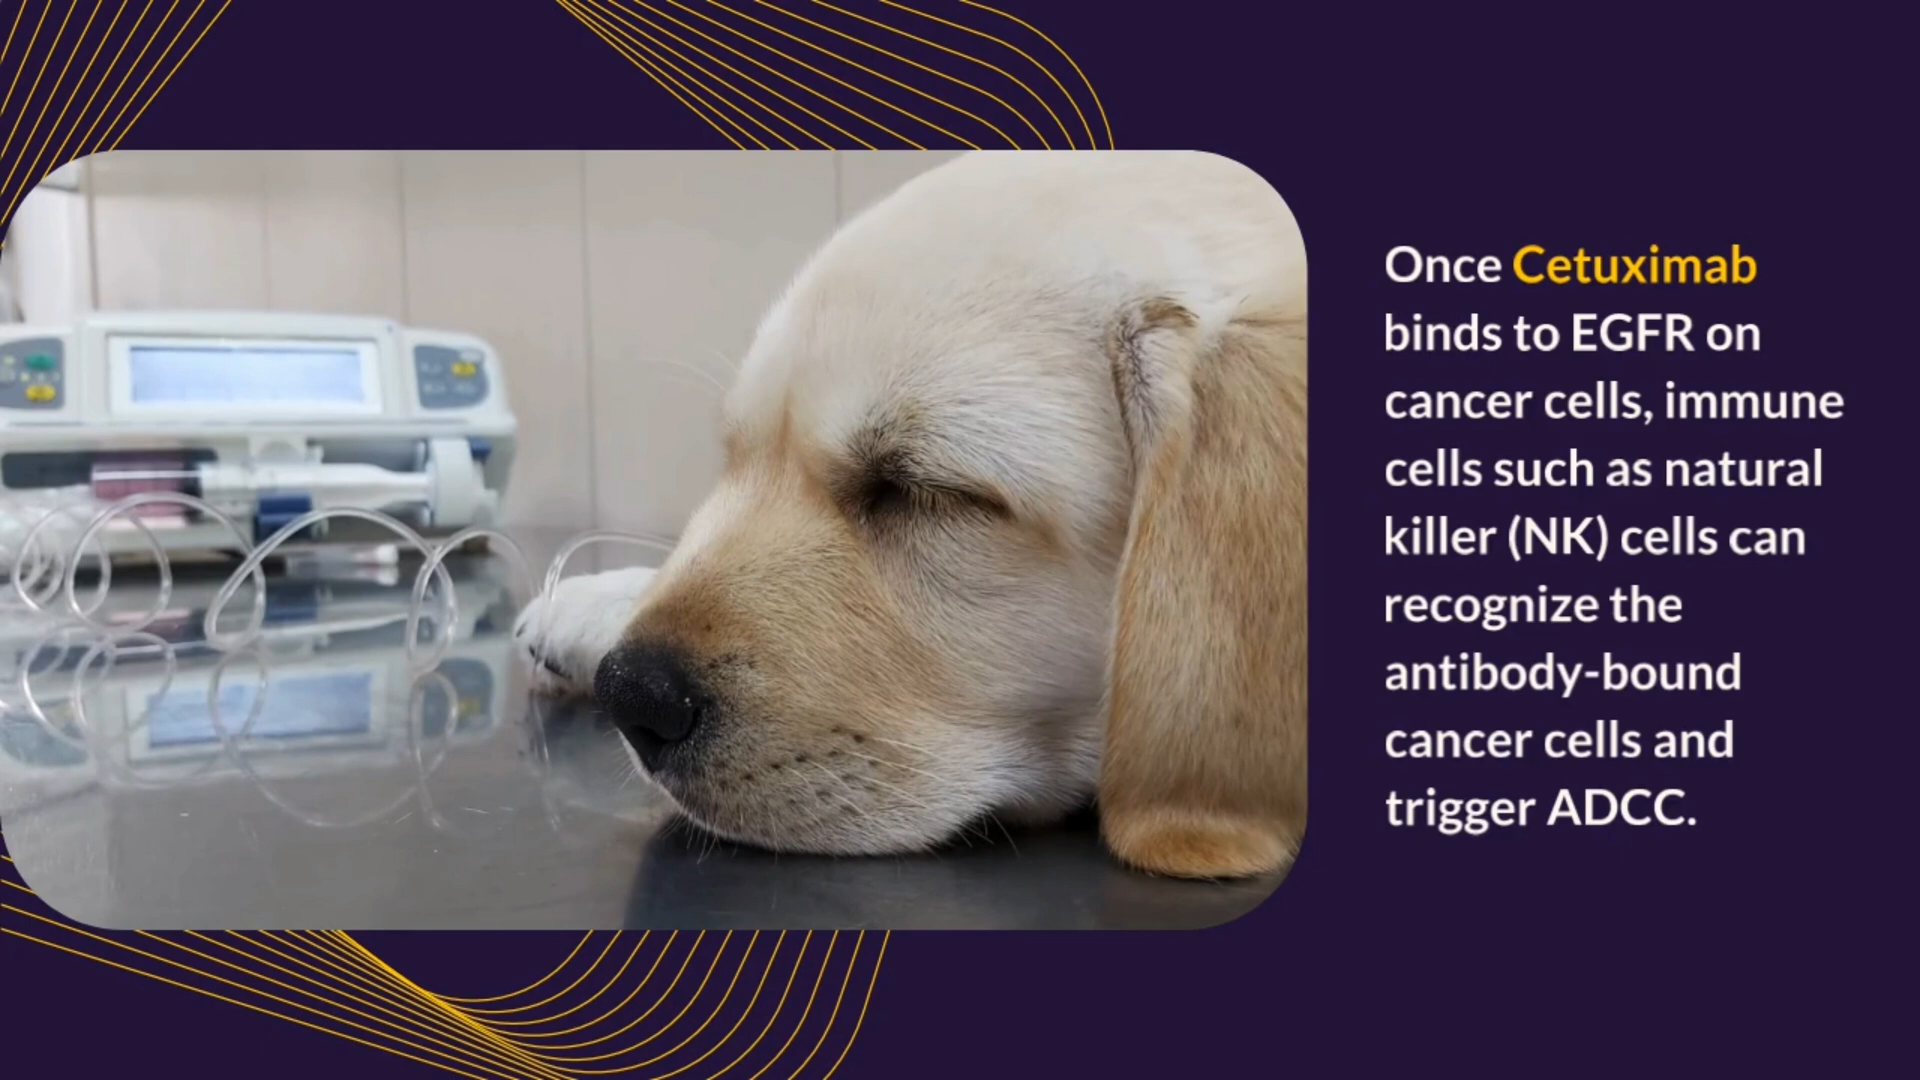 Once Cetuximab
binds to EGFR on
cancer cells, immune
cells such as natural
killer (NK) cells can
recognize the
antibody-bound
cancer cells and
trigger ADCC.